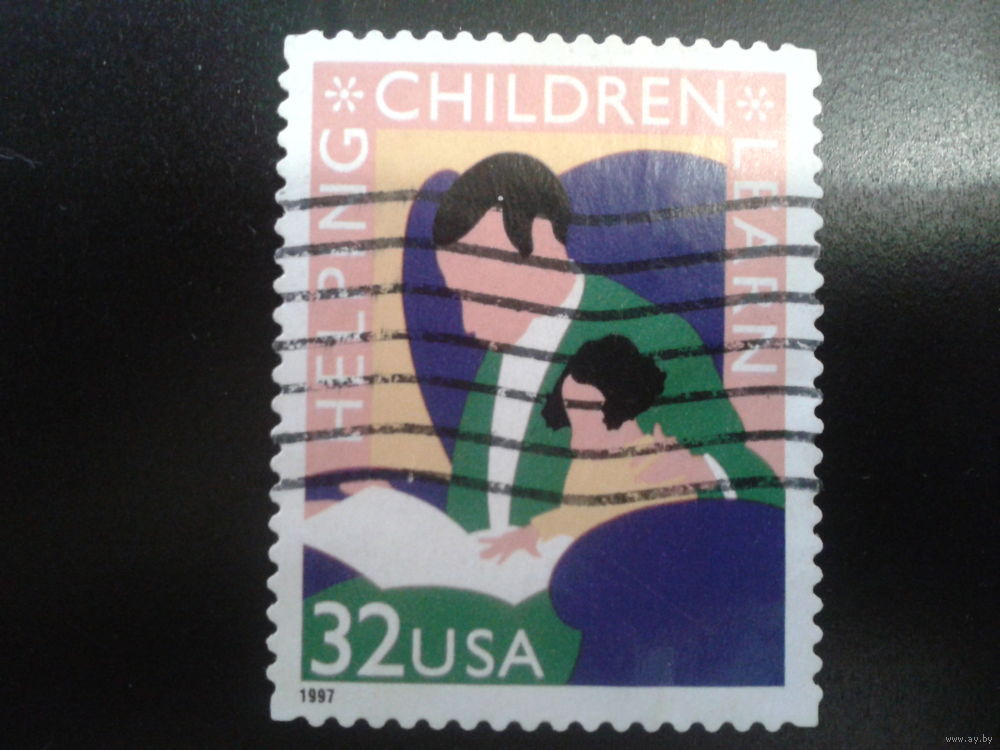 HELPING
* CHILDREN *
LEARN
32USA
1997
www.ay.by